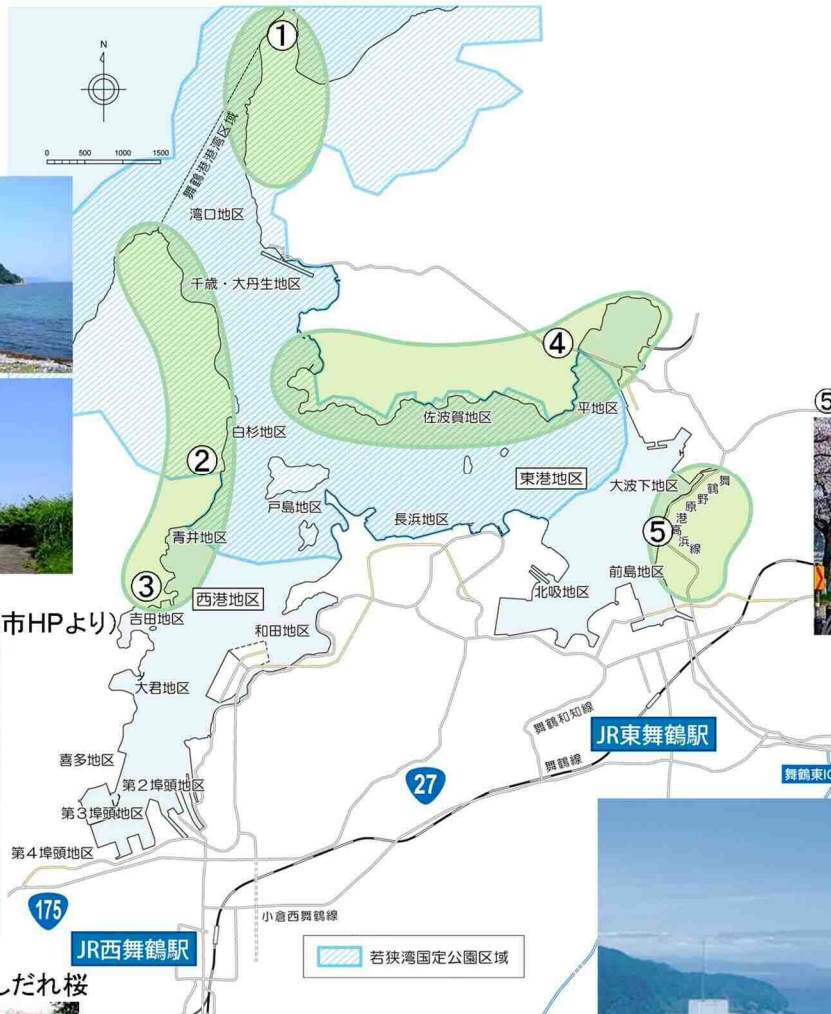 ①
N
0 500 1000 1500
舞鶴港港湾区域
湾口地区
千歳・大丹生地区
④
佐波賀地区
平地区
⑤
白杉地区
②
東港地区
大波下地区
戸島地区
長浜地区
舞鶴野原港高浜線
⑤
青井地区
前島地区
③
西港地区
北吸地区
吉田地区
市HPより)
和田地区
大君地区
舞鶴和知線
JR東舞鶴駅
喜多地区
舞鶴線
舞鶴東IC
27
第2埠頭地区
第3埠頭地区
第4埠頭地区
175
小倉西舞鶴線
JR西舞鶴駅
若狭湾国定公園区域
だれ桜